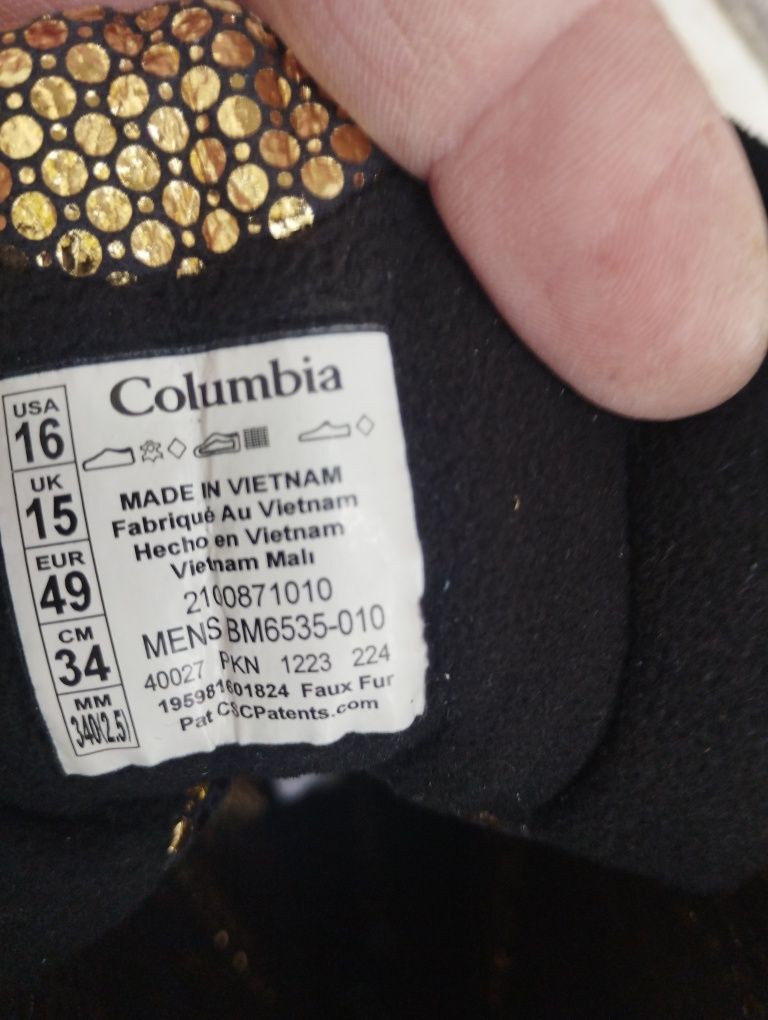 Columbia
USA
16
UK
15
EUR
49
CM
34
MM
340(2.5)
MADE IN VIETNAM
Fabriqué Au Vietnam
Hecho en Vietnam
Vietnam Malı
2100871010
MENS BM6535-010
40027 PKN 1223 224
195981601824 Faux Fur
Pat CSCPatents.com